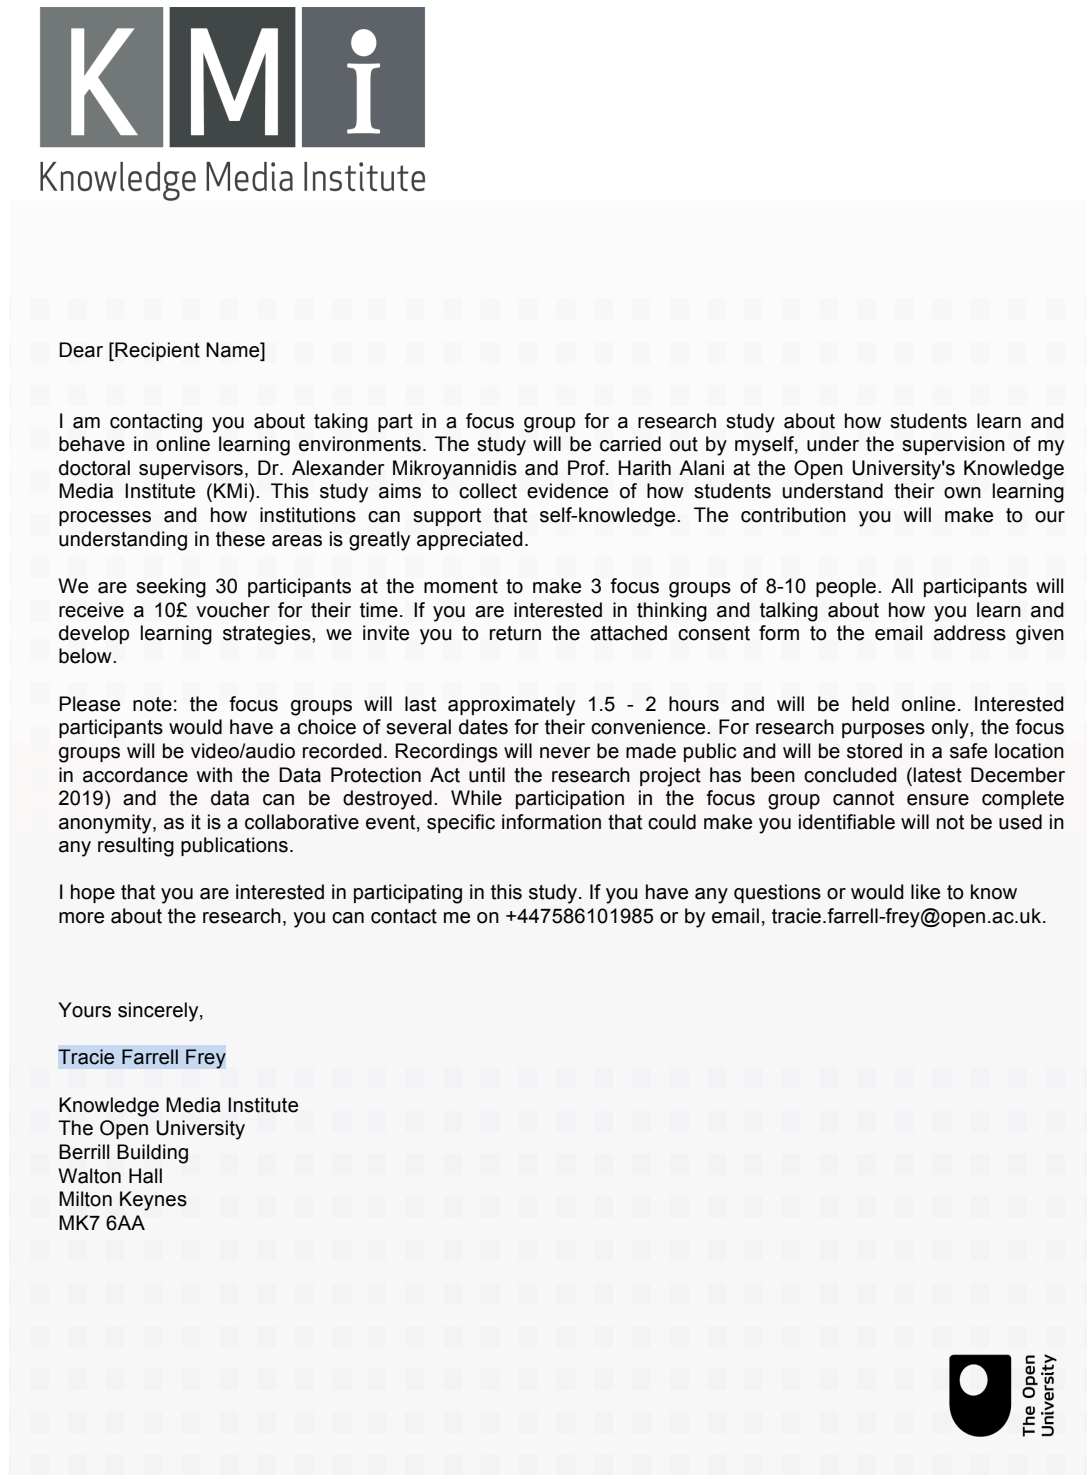 KMi
Knowledge Media Institute
Dear [Recipient Name]
I am contacting you about taking part in a focus group for a research study about how students learn and
behave in online learning environments. The study will be carried out by myself, under the supervision of my
doctoral supervisors, Dr. Alexander Mikroyannidis and Prof. Harith Alani at the Open University's Knowledge
Media Institute (KMi). This study aims to collect evidence of how students understand their own learning
processes and how institutions can support that self-knowledge. The contribution you will make to our
understanding in these areas is greatly appreciated.
We are seeking 30 participants at the moment to make 3 focus groups of 8-10 people. All participants will
receive a 10£ voucher for their time. If you are interested in thinking and talking about how you learn and
develop learning strategies, we invite you to return the attached consent form to the email address given
below.
Please note: the focus groups will last approximately 1.5 - 2 hours and will be held online. Interested
participants would have a choice of several dates for their convenience. For research purposes only, the focus
groups will be video/audio recorded. Recordings will never be made public and will be stored in a safe location
in accordance with the Data Protection Act until the research project has been concluded (latest December
2019) and the data can be destroyed. While participation in the focus group cannot ensure complete
anonymity, as it is a collaborative event, specific information that could make you identifiable will not be used in
any resulting publications.
I hope that you are interested in participating in this study. If you have any questions or would like to know
more about the research, you can contact me on +447586101985 or by email, tracie.farrell-frey@open.ac.uk.
Yours sincerely,
Tracie Farrell Frey
Knowledge Media Institute
The Open University
Berrill Building
Walton Hall
Milton Keynes
MK7 6AA
The Open
University